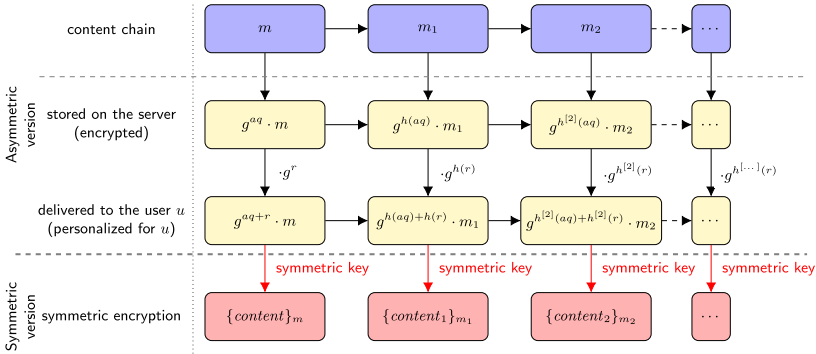 content chain
m
m₁
m₂
⋯
Asymmetric
version
stored on the server
(encrypted)
g^{aq} · m
g^{h(aq)} · m₁
g^{h^{[2]}(aq)} · m₂
⋯
·g^r
·g^{h(r)}
·g^{h^{[2]}(r)}
·g^{h^{[⋯]}(r)}
delivered to the user u
(personalized for u)
g^{aq+r} · m
g^{h(aq)+h(r)} · m₁
g^{h^{[2]}(aq)+h^{[2]}(r)} · m₂
⋯
symmetric key
symmetric key
symmetric key
symmetric key
Symmetric
version
symmetric encryption
{content}_m
{content₁}_{m₁}
{content₂}_{m₂}
⋯